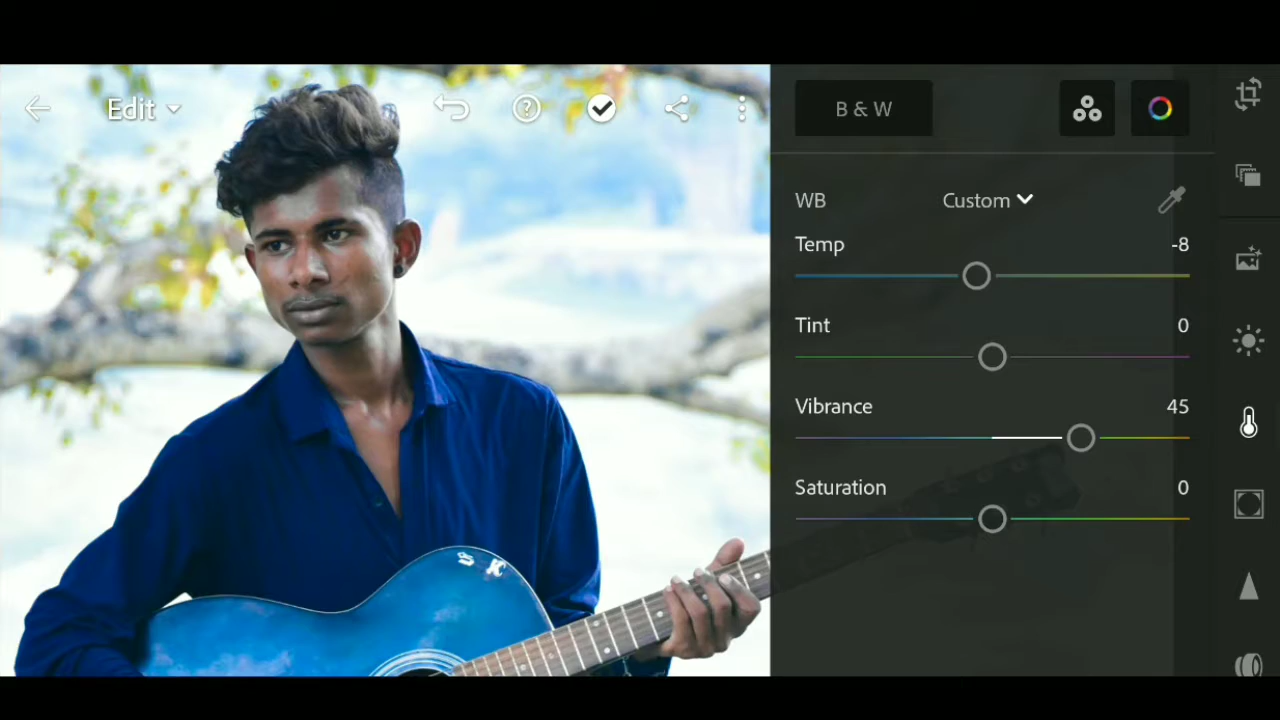 Edit
B & W
WB
Custom
Temp
-8
Tint
0
Vibrance
45
Saturation
0
S K